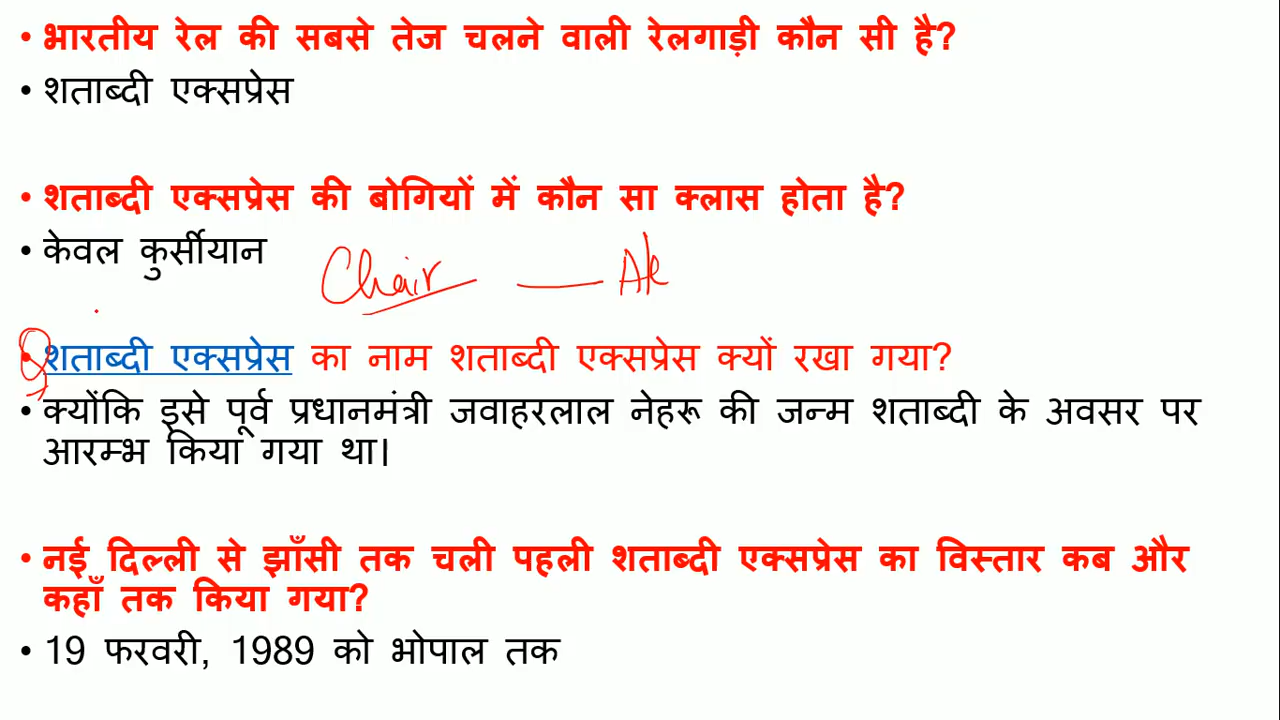 • भारतीय रेल की सबसे तेज चलने वाली रेलगाड़ी कौन सी है?
• शताब्दी एक्सप्रेस
• शताब्दी एक्सप्रेस की बोगियों में कौन सा क्लास होता है?
• केवल कुर्सीयान
Chair —
• शताब्दी एक्सप्रेस का नाम शताब्दी एक्सप्रेस क्यों रखा गया?
• क्योंकि इसे पूर्व प्रधानमंत्री जवाहरलाल नेहरू की जन्म शताब्दी के अवसर पर
आरम्भ किया गया था।
• नई दिल्ली से झाँसी तक चली पहली शताब्दी एक्सप्रेस का विस्तार कब और
कहाँ तक किया गया?
• 19 फरवरी, 1989 को भोपाल तक